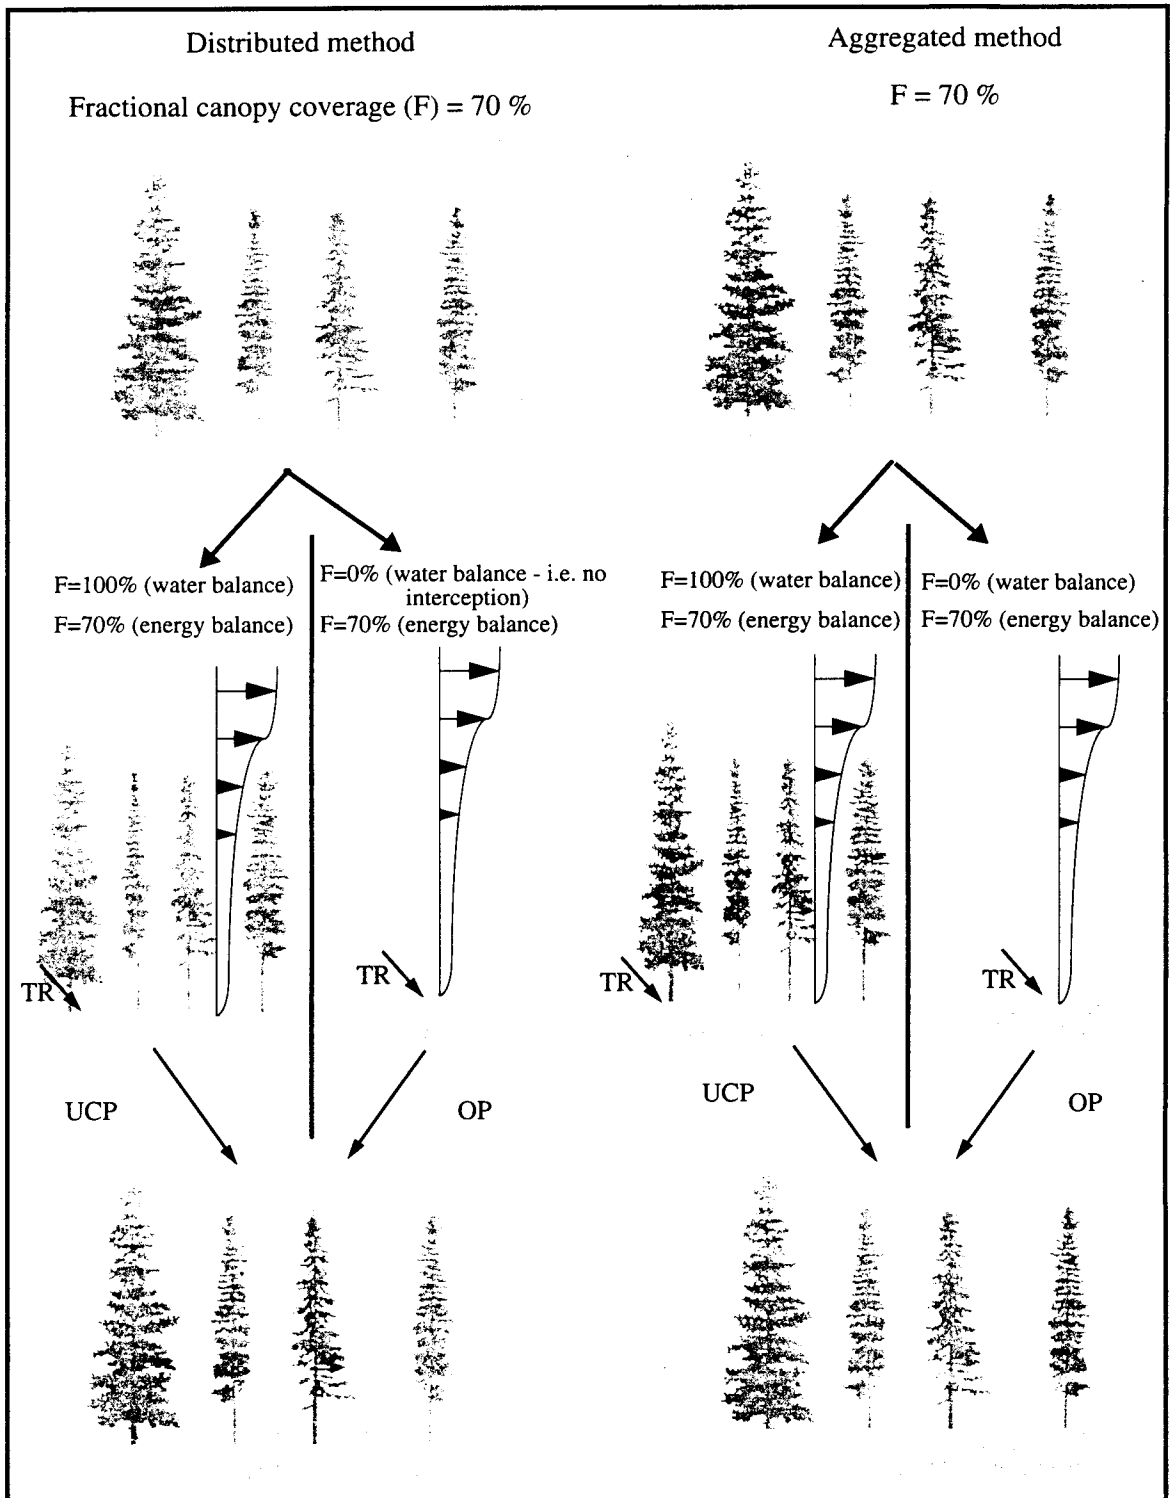 Distributed method
Fractional canopy coverage (F) = 70 %
F=100% (water balance)
F=70% (energy balance)
F=0% (water balance - i.e. no
interception)
F=70% (energy balance)
TR
TR
UCP
OP
Aggregated method
F = 70 %
F=100% (water balance)
F=70% (energy balance)
F=0% (water balance)
F=70% (energy balance)
TR
TR
UCP
OP